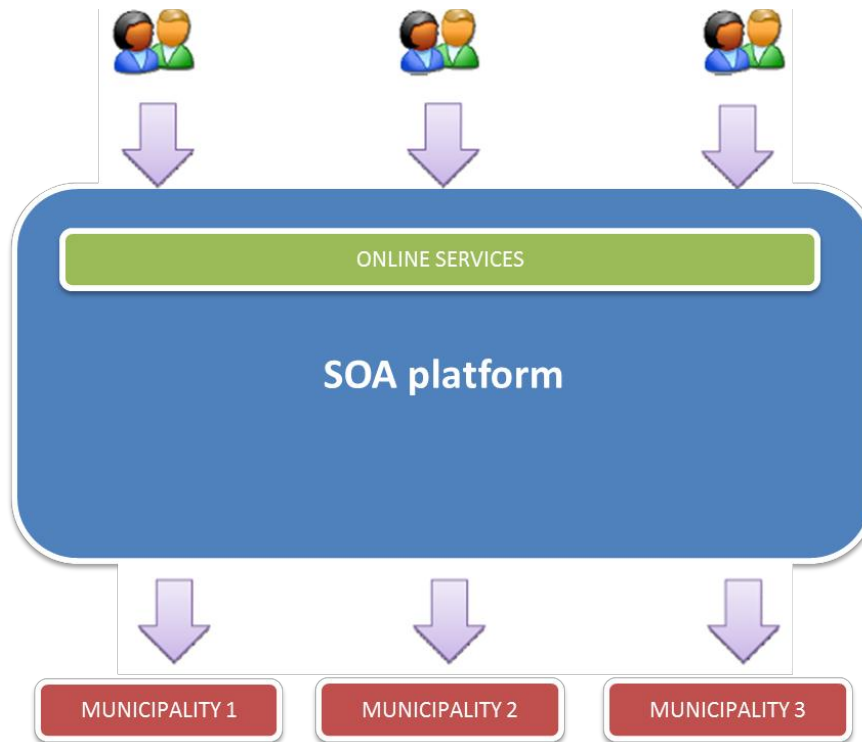 ONLINE SERVICES
SOA platform
MUNICIPALITY 1
MUNICIPALITY 2
MUNICIPALITY 3